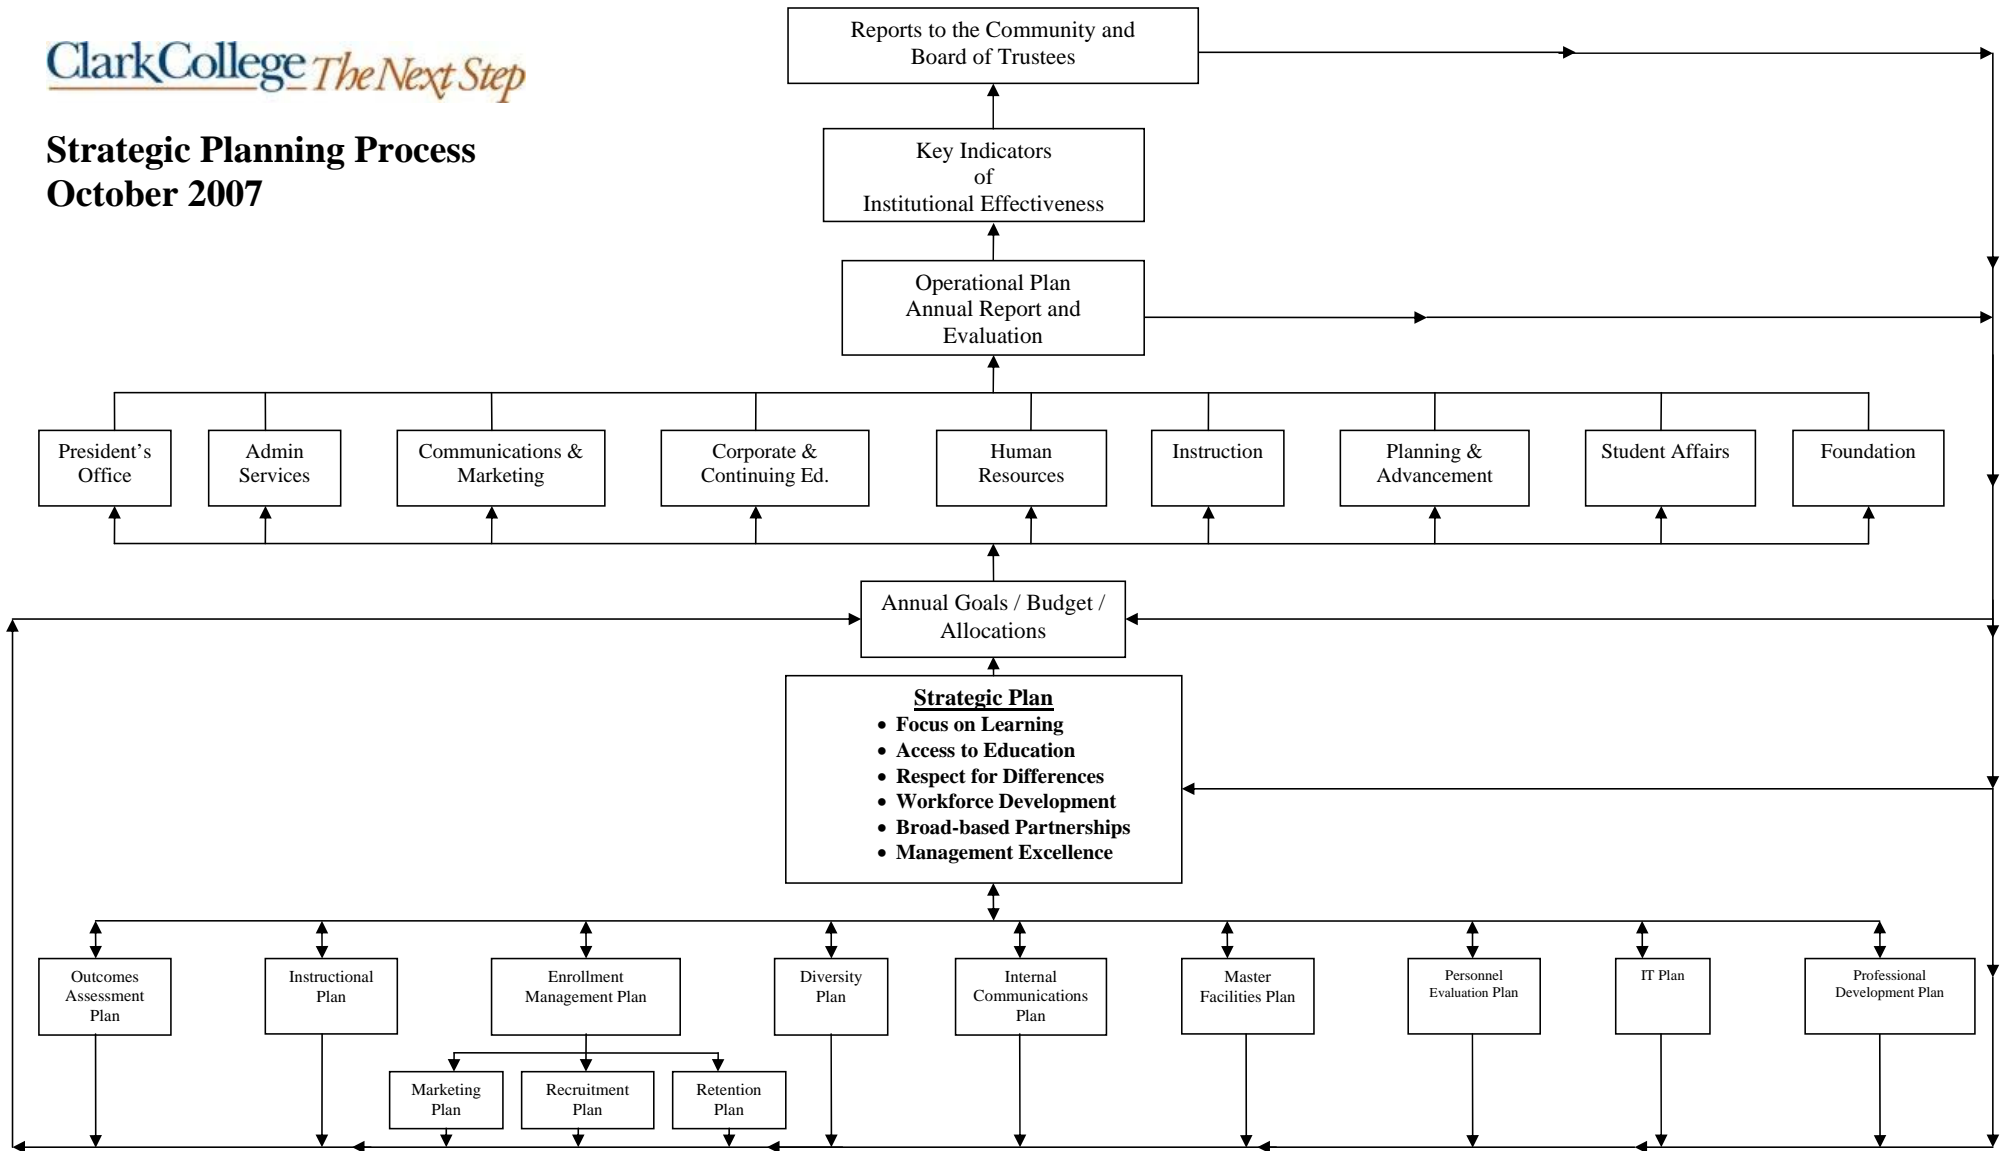 Clark College The Next Step
Strategic Planning Process
October 2007
Reports to the Community and
Board of Trustees
Key Indicators
of
Institutional Effectiveness
Operational Plan
Annual Report and
Evaluation
President's
Office
Admin
Services
Communications &
Marketing
Corporate &
Continuing Ed.
Human
Resources
Instruction
Planning &
Advancement
Student Affairs
Foundation
Annual Goals / Budget /
Allocations
Strategic Plan
• Focus on Learning
• Access to Education
• Respect for Differences
• Workforce Development
• Broad-based Partnerships
• Management Excellence
Outcomes
Assessment
Plan
Instructional
Plan
Enrollment
Management Plan
Diversity
Plan
Internal
Communications
Plan
Master
Facilities Plan
Personnel
Evaluation Plan
IT Plan
Professional
Development Plan
Marketing
Plan
Recruitment
Plan
Retention
Plan